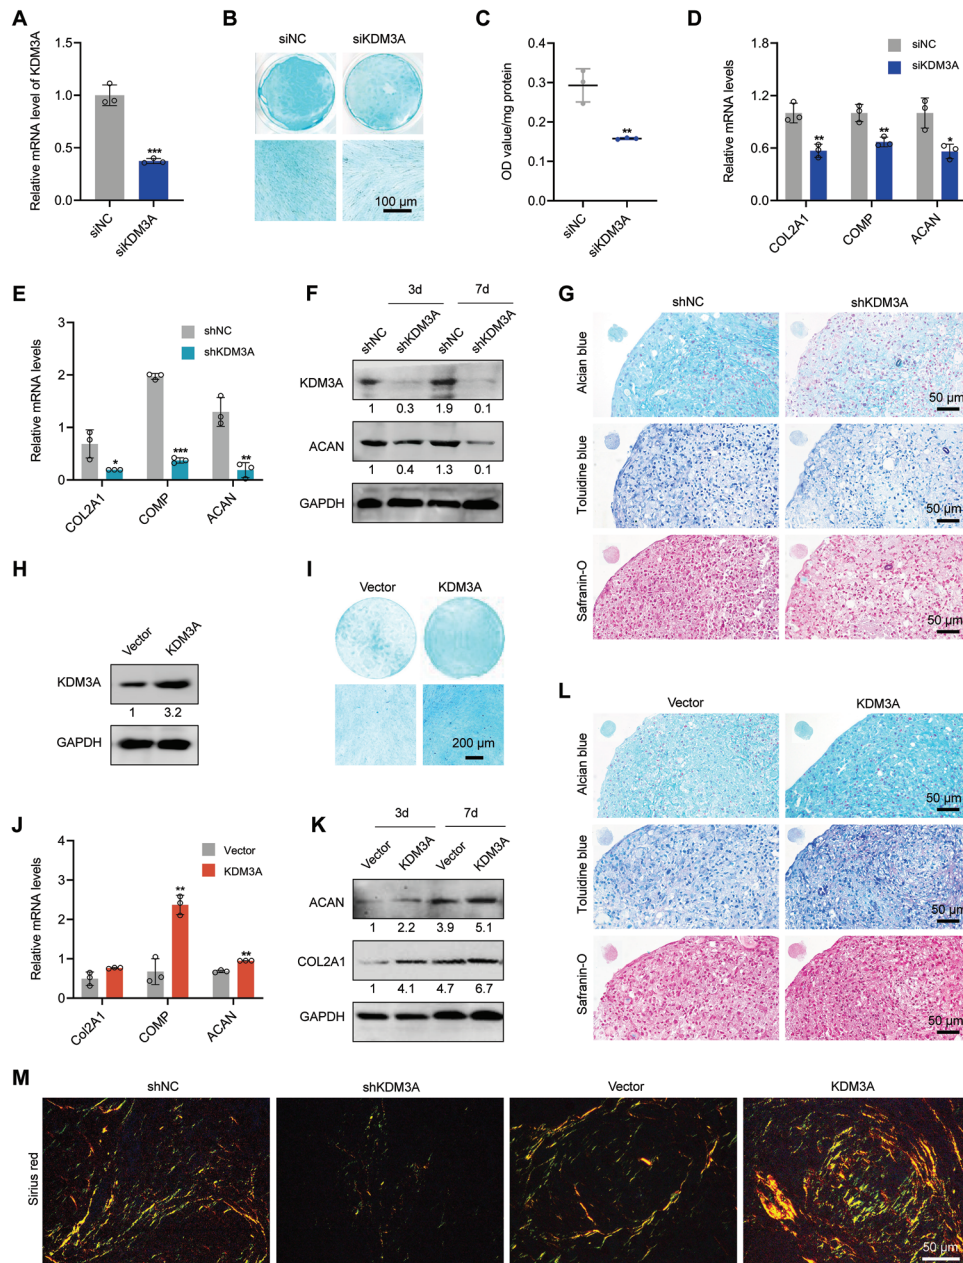 A
Relative mRNA level of KDM3A
1.5
1.0
0.5
0.0
***
siNC
siKDM3A
B
siNC siKDM3A
100 µm
C
OD value/mg protein
0.4
0.3
0.2
0.1
0.0
**
siNC
siKDM3A
D
Relative mRNA levels
1.8
1.2
0.6
0.0
siNC
siKDM3A
** ** *
COL2A1 COMP ACAN
E
Relative mRNA levels
3
2
1
0
shNC
shKDM3A
* *** **
COL2A1 COMP ACAN
F
3d 7d
shNC shKDM3A shNC shKDM3A
KDM3A
1 0.3 1.9 0.1
ACAN
1 0.4 1.3 0.1
GAPDH
G
shNC shKDM3A
Alcian blue
50 µm
Toluidine blue
50 µm
Safranin-O
50 µm
H
Vector KDM3A
KDM3A
1 3.2
GAPDH
I
Vector KDM3A
200 µm
J
Relative mRNA levels
4
3
2
1
0
Vector
KDM3A
** **
Col2A1 COMP ACAN
K
3d 7d
Vector KDM3A Vector KDM3A
ACAN
1 2.2 3.9 5.1
COL2A1
1 4.1 4.7 6.7
GAPDH
L
Vector KDM3A
Alcian blue
50 µm
Toluidine blue
50 µm
Safranin-O
50 µm
M
shNC shKDM3A Vector KDM3A
Sirius red
50 µm